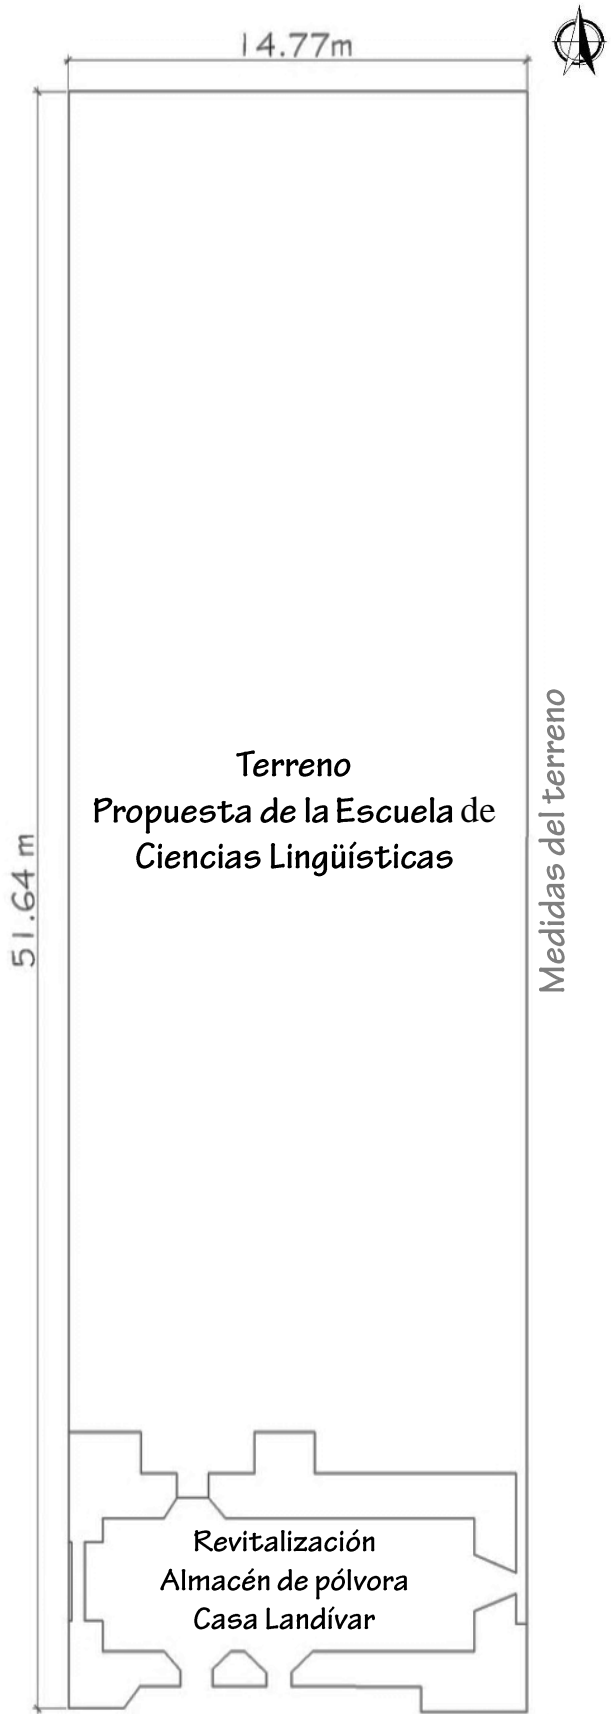 14.77m
Terreno
Propuesta de la Escuela de
Ciencias Lingüísticas
Medidas del terreno
51.64 m
Revitalización
Almacén de pólvora
Casa Landívar